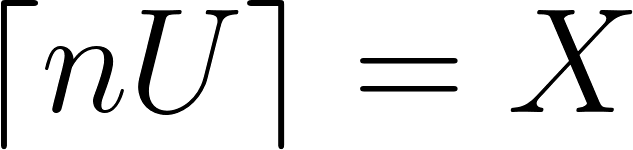 ⌈nU⌉ = X